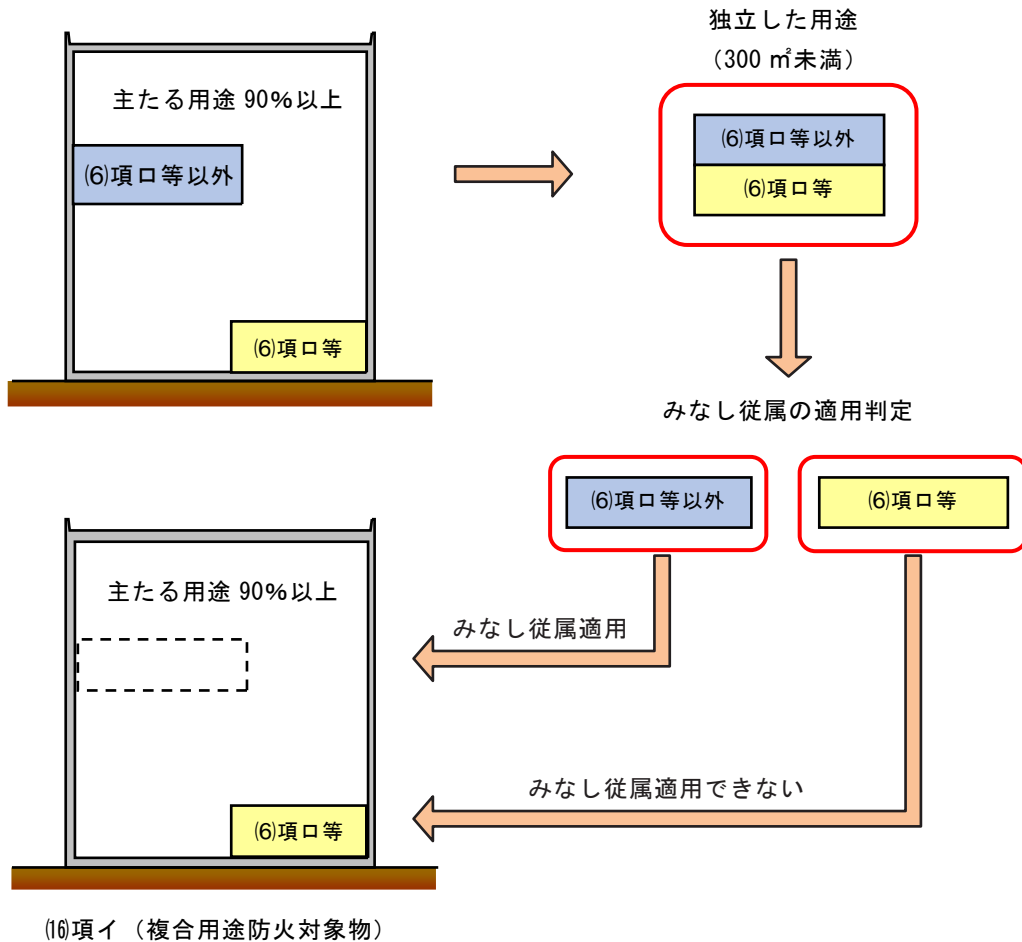 独立した用途
（300 ㎡未満）
主たる用途 90％以上
⑹項ロ等以外
⑹項ロ等
⑹項ロ等以外
⑹項ロ等
みなし従属の適用判定
⑹項ロ等以外
⑹項ロ等
主たる用途 90％以上
みなし従属適用
みなし従属適用できない
⑹項ロ等
⒃項イ（複合用途防火対象物）